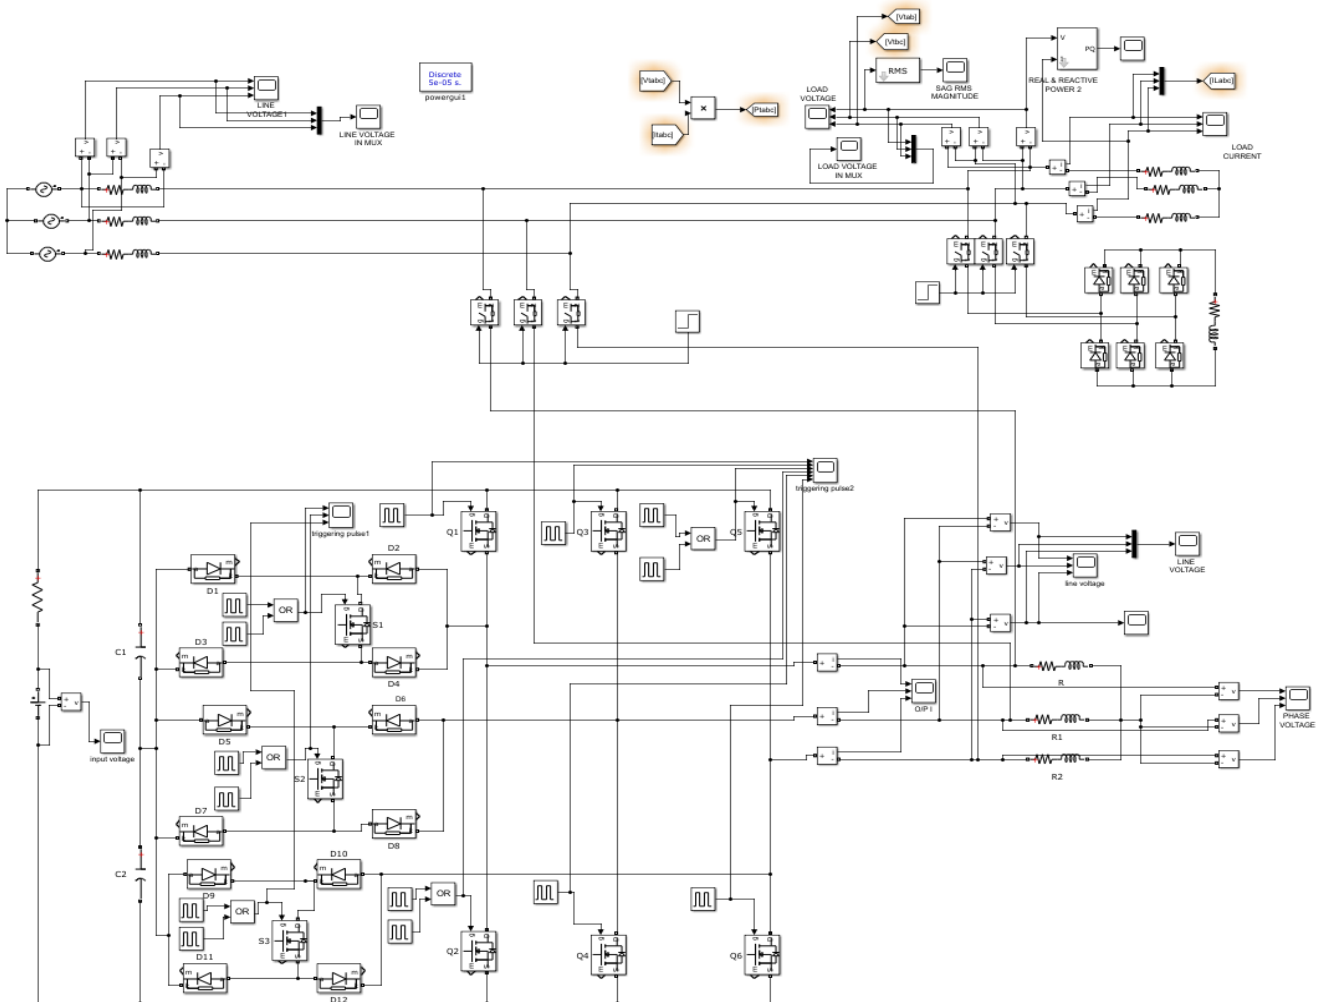 [Vtab]
[Vtbc]
V
I
PQ
REAL & REACTIVE
POWER 2
[ILabc]
Discrete
5e-05 s.
powergui1
[Vtabc]
[Itabc]
×
[Ptabc]
RMS
SAG RMS
MAGNITUDE
LOAD
VOLTAGE
LOAD VOLTAGE
IN MUX
LOAD
CURRENT
LINE
VOLTAGE1
LINE VOLTAGE
IN MUX
triggering pulse2
triggering pulse1
Q1
Q3
OR
Q5
D2
D1
OR
S1
D3
D4
C1
D6
D5
OR
S2
D7
D8
input voltage
LINE
VOLTAGE
line voltage
O/P I
R
R1
R2
PHASE
VOLTAGE
C2
D10
D9
OR
S3
D11
D12
OR
Q2
Q4
Q6